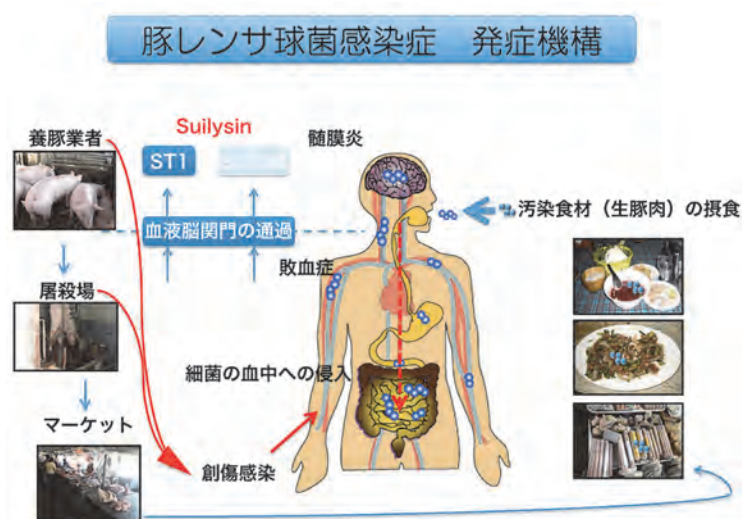 豚レンサ球菌感染症　発症機構
養豚業者
Suilysin
髄膜炎
ST1
汚染食材（生豚肉）の摂食
血液脳関門の通過
敗血症
屠殺場
細菌の血中への侵入
マーケット
創傷感染